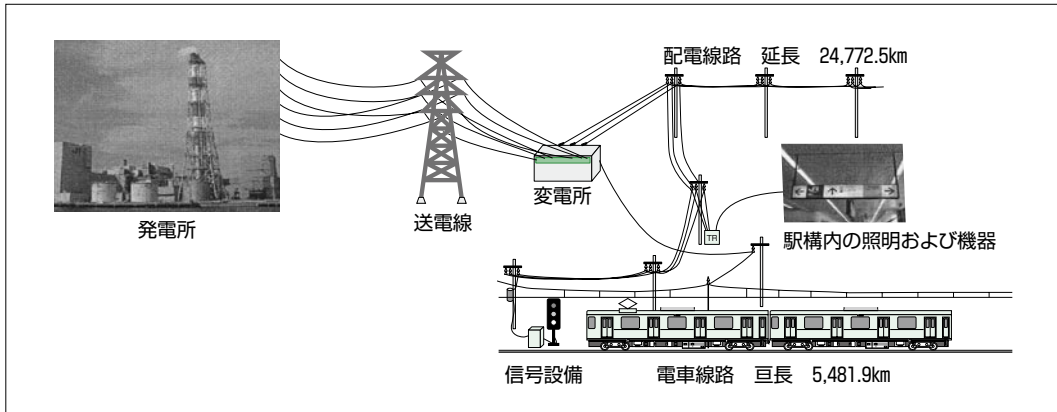 配電線路 延長 24,772.5km
発電所
送電線
変電所
TR
駅構内の照明および機器
信号設備
電車線路 亘長 5,481.9km